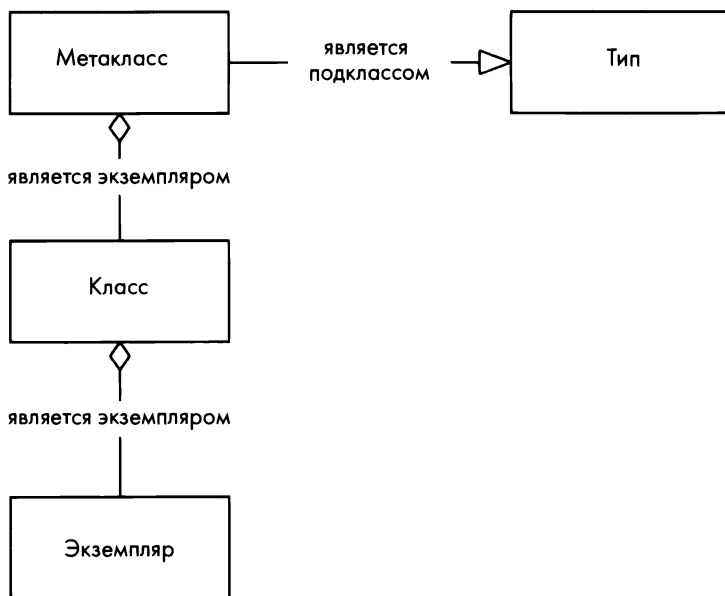 Метакласс
является
подклассом
Тип
является экземпляром
Класс
является экземпляром
Экземпляр